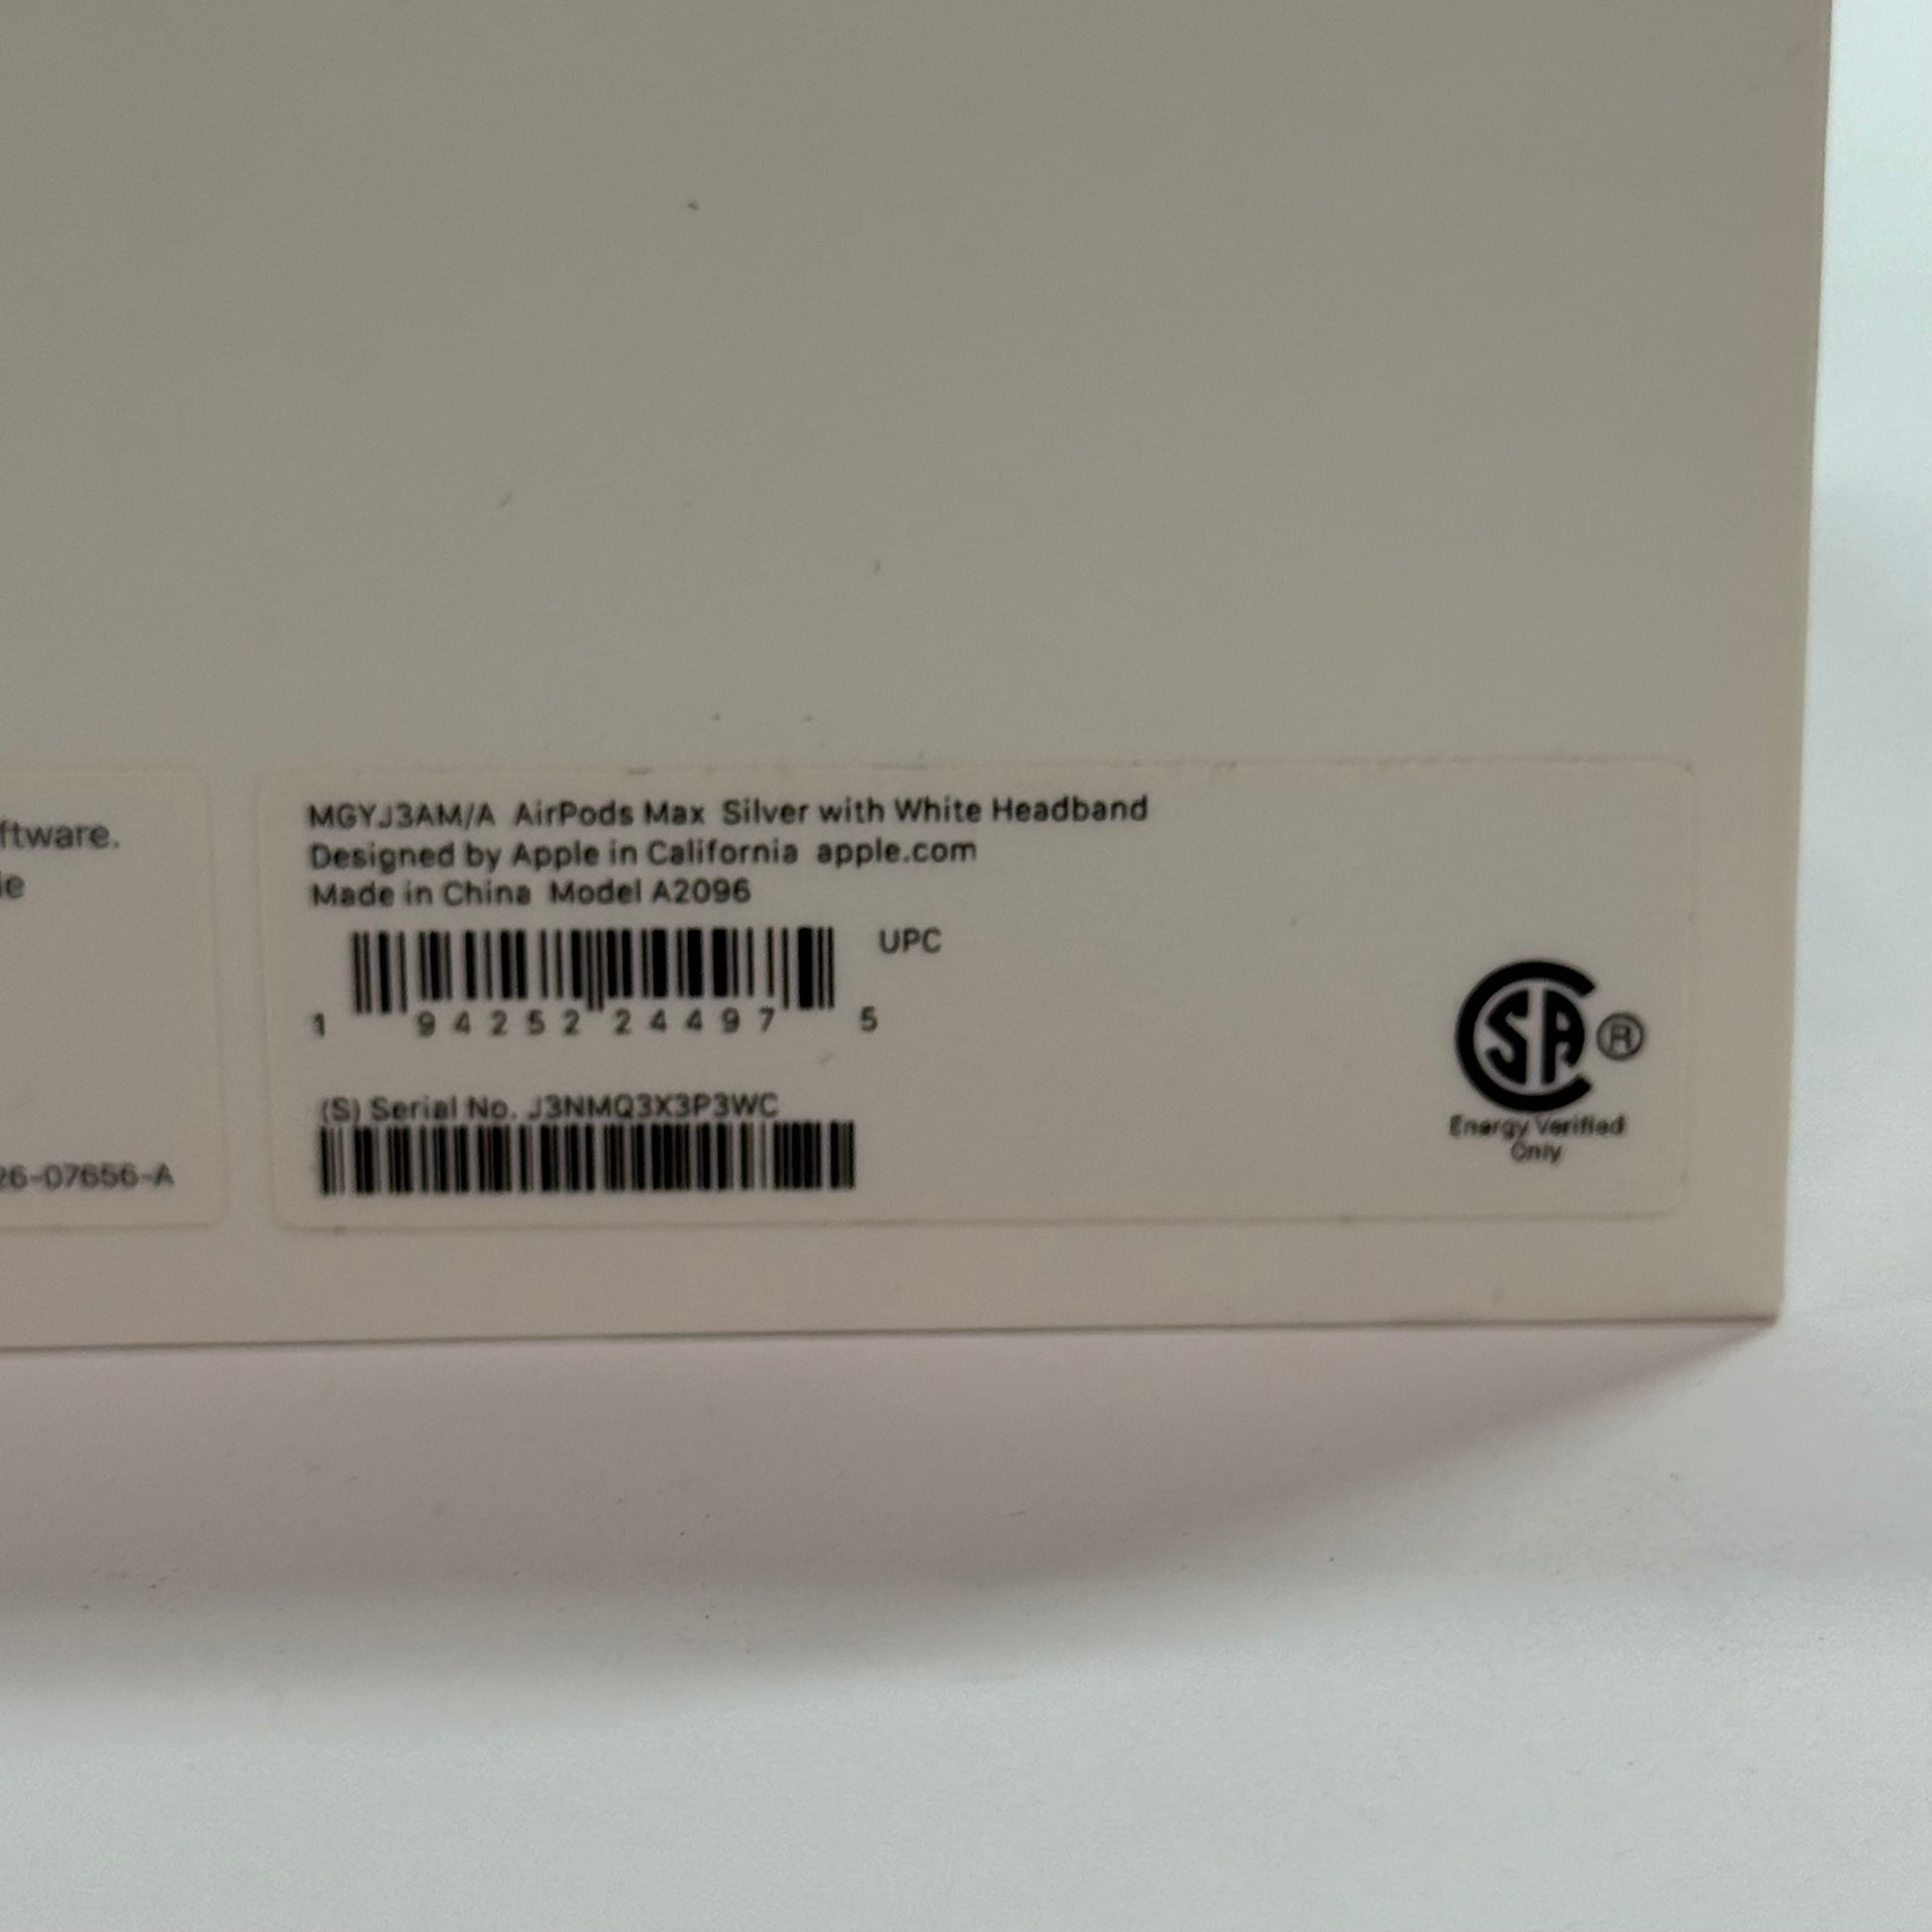 ftware.
MGYJ3AM/A AirPods Max Silver with White Headband
Designed by Apple in California apple.com
Made in China Model A2096
UPC
1 94252 24497 5
(S) Serial No. J3NMQ3X3P3WC
26-07656-A
SA ®
Energy Verified
Only